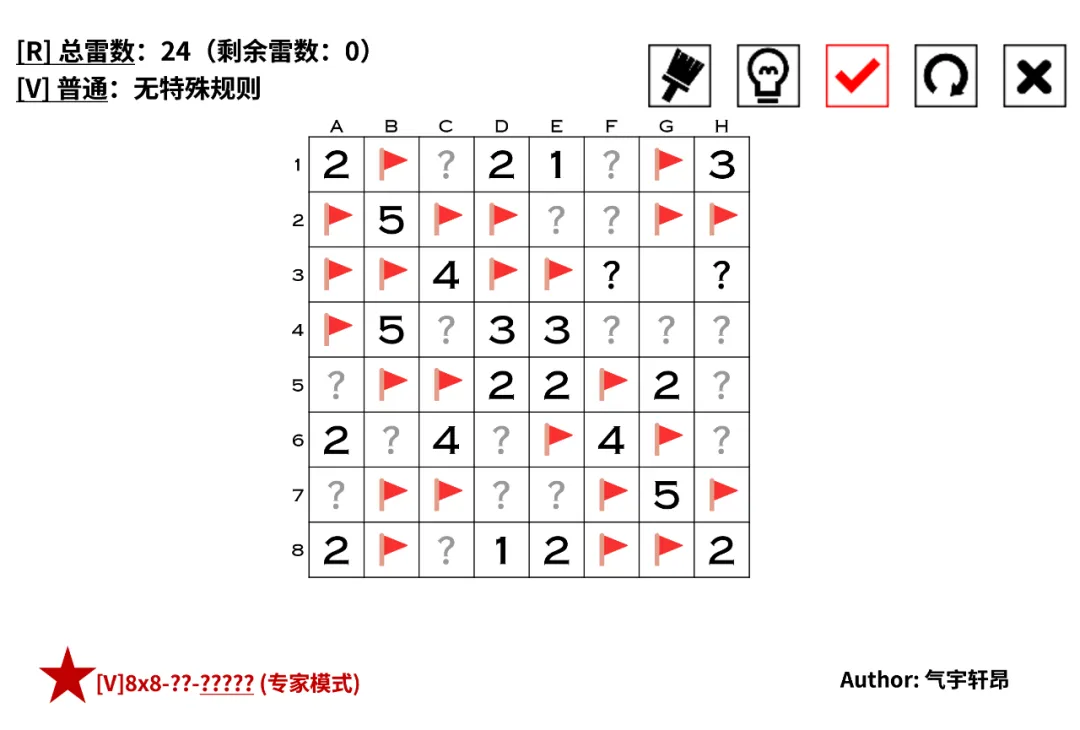 [R] 总雷数：24（剩余雷数：0）
[V] 普通：无特殊规则
A B C D E F G H
1 2 ? 2 1 ? 3
2 5 ? ?
3 4 ? ?
4 5 ? 3 3 ? ? ?
5 ? 2 2 2 ?
6 2 ? 4 ? 4 ?
7 ? ? ? 5
8 2 ? 1 2 2
[V]8x8-??-????? (专家模式)
Author: 气宇轩昂